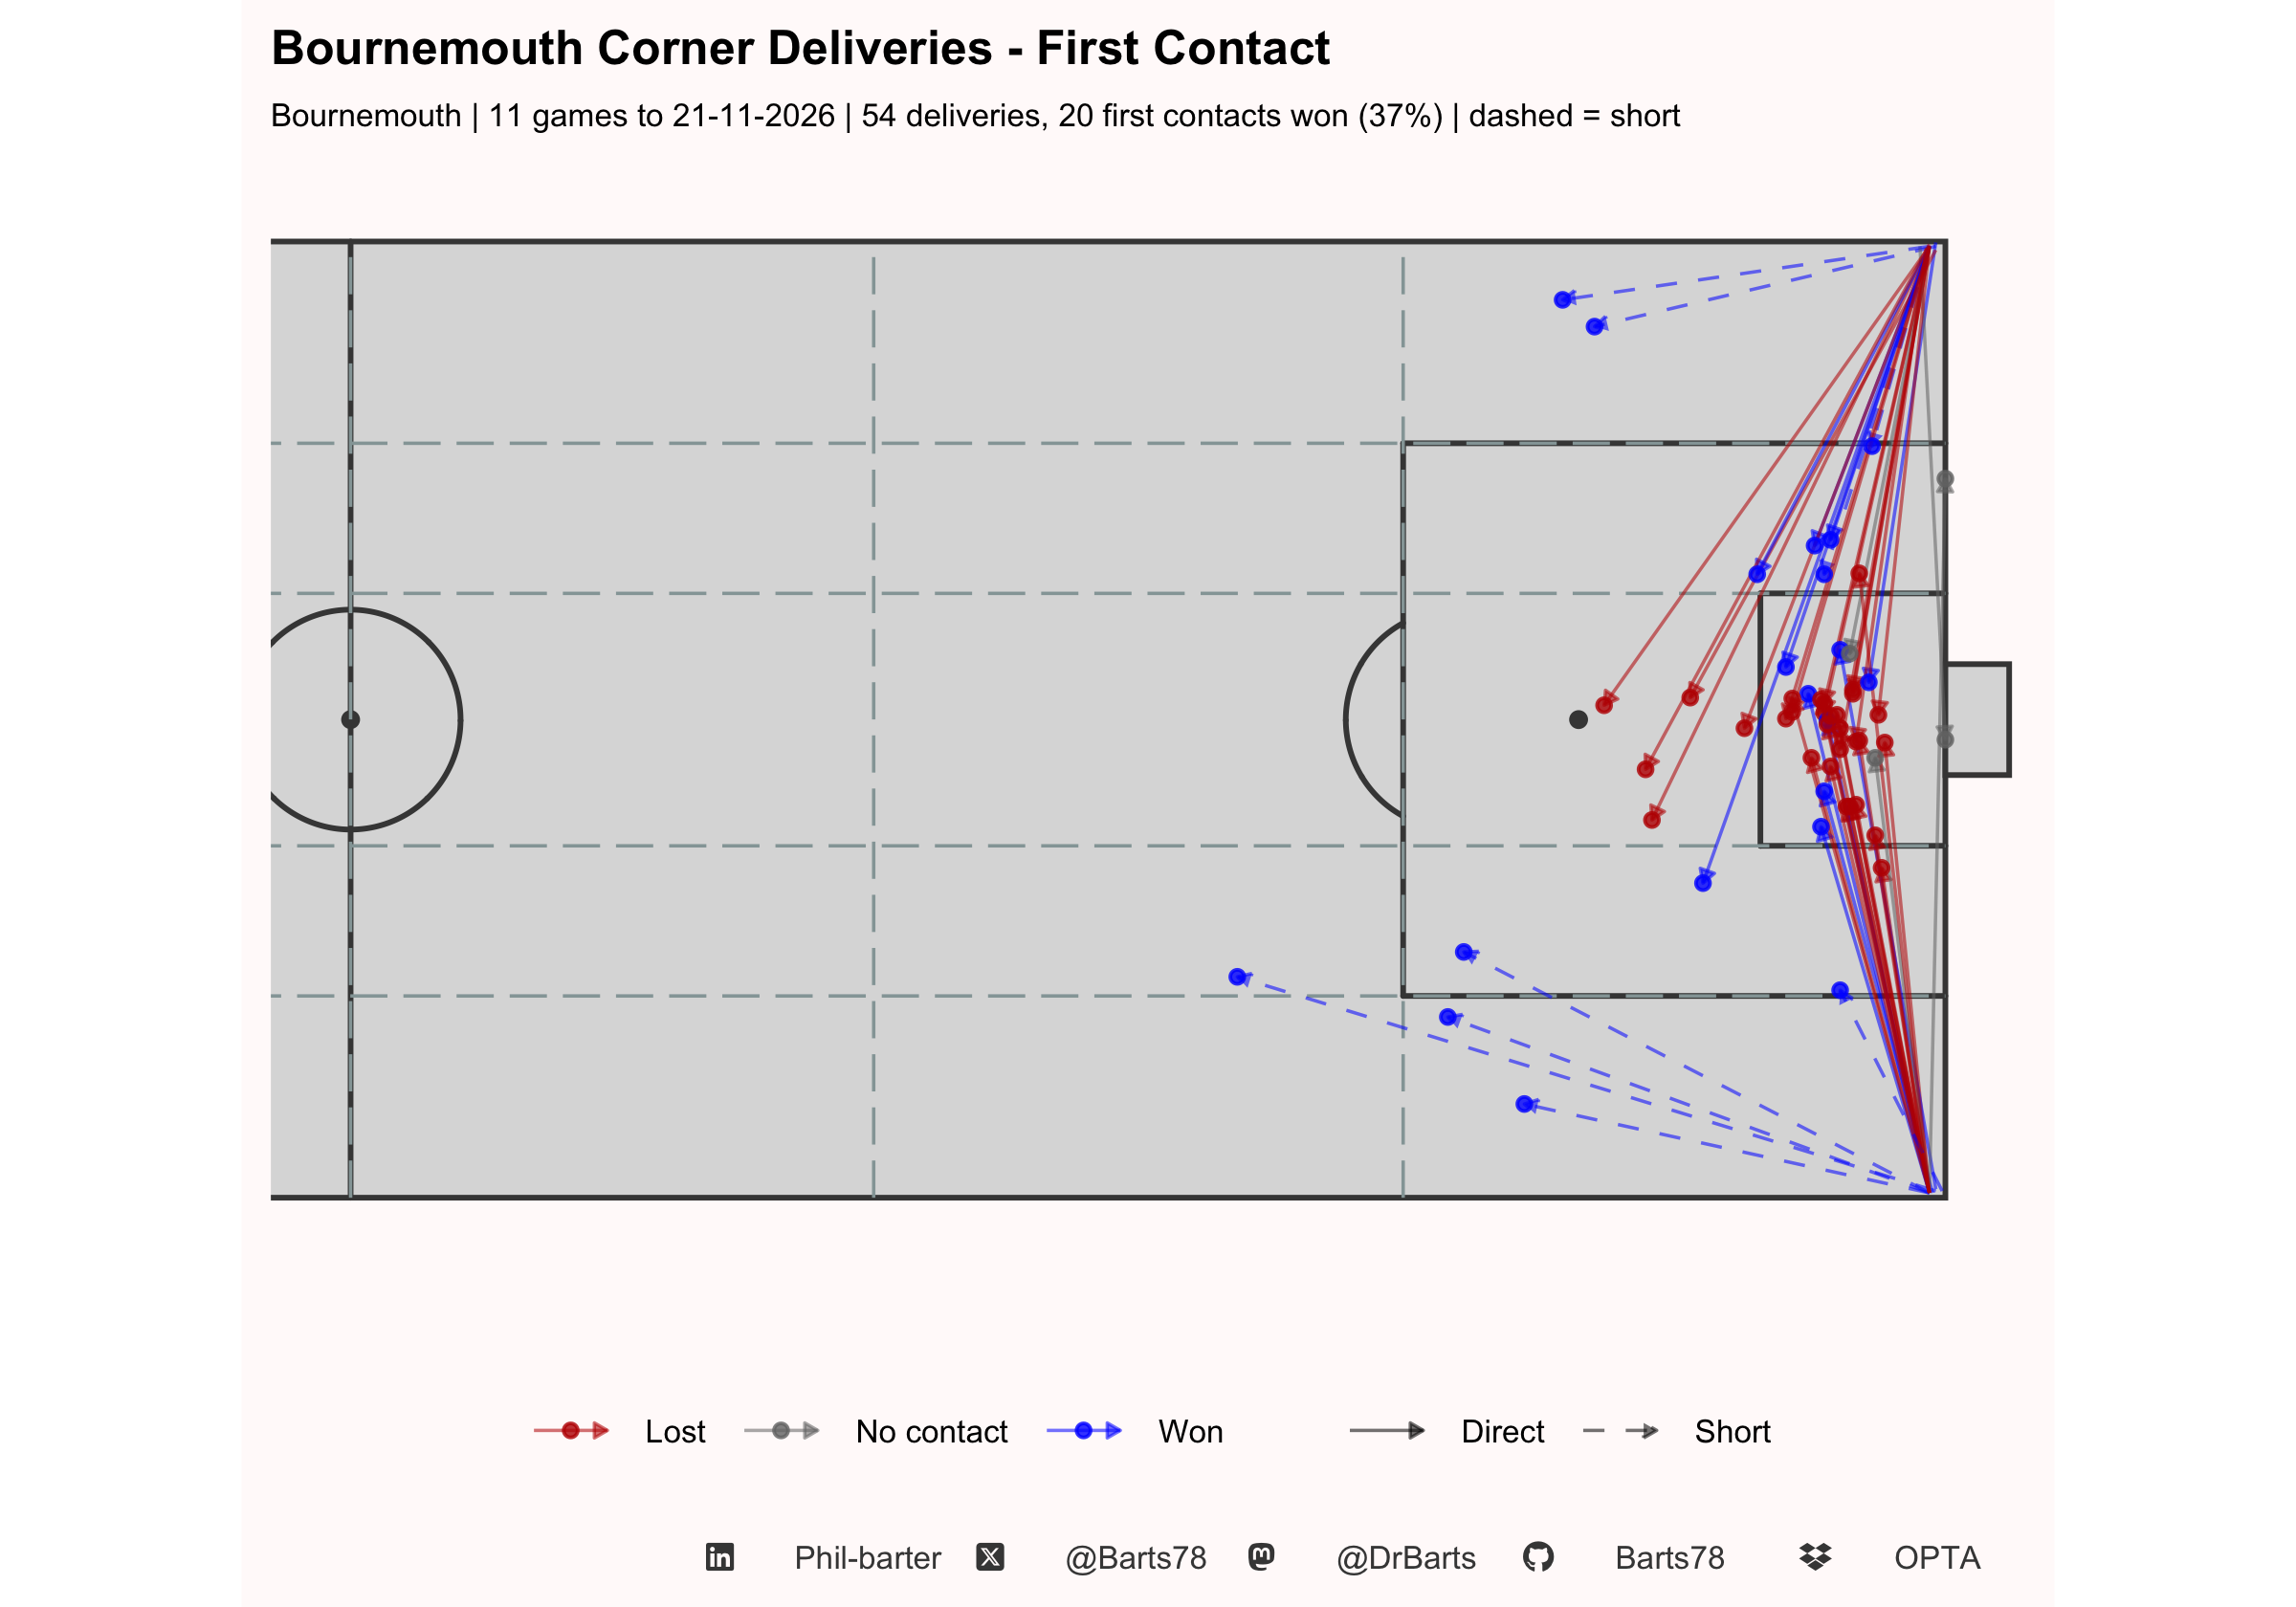 Bournemouth Corner Deliveries - First Contact
Bournemouth | 11 games to 21-11-2026 | 54 deliveries, 20 first contacts won (37%) | dashed = short
Lost No contact Won Direct Short
Phil-barter @Barts78 @DrBarts Barts78 OPTA